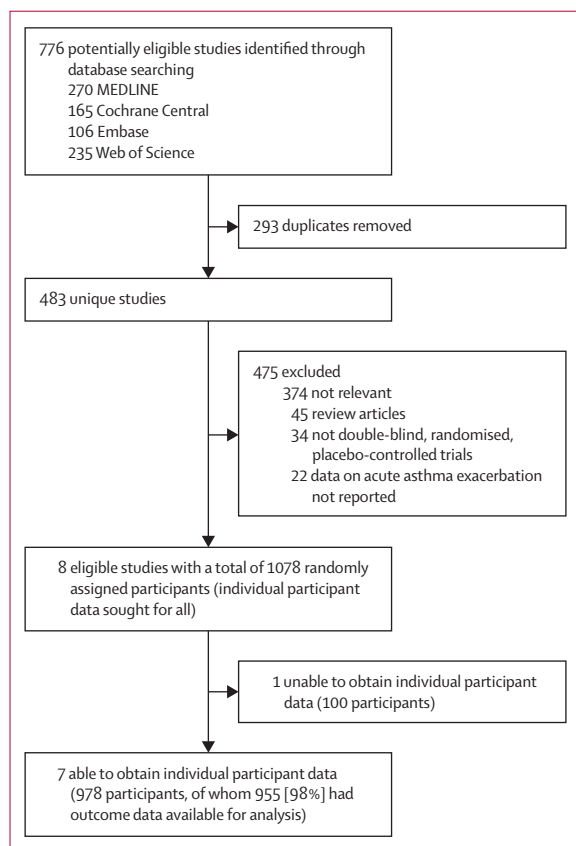 776 potentially eligible studies identified through
database searching
270 MEDLINE
165 Cochrane Central
106 Embase
235 Web of Science
293 duplicates removed
483 unique studies
475 excluded
374 not relevant
45 review articles
34 not double-blind, randomised,
placebo-controlled trials
22 data on acute asthma exacerbation
not reported
8 eligible studies with a total of 1078 randomly
assigned participants (individual participant
data sought for all)
1 unable to obtain individual participant
data (100 participants)
7 able to obtain individual participant data
(978 participants, of whom 955 [98%] had
outcome data available for analysis)